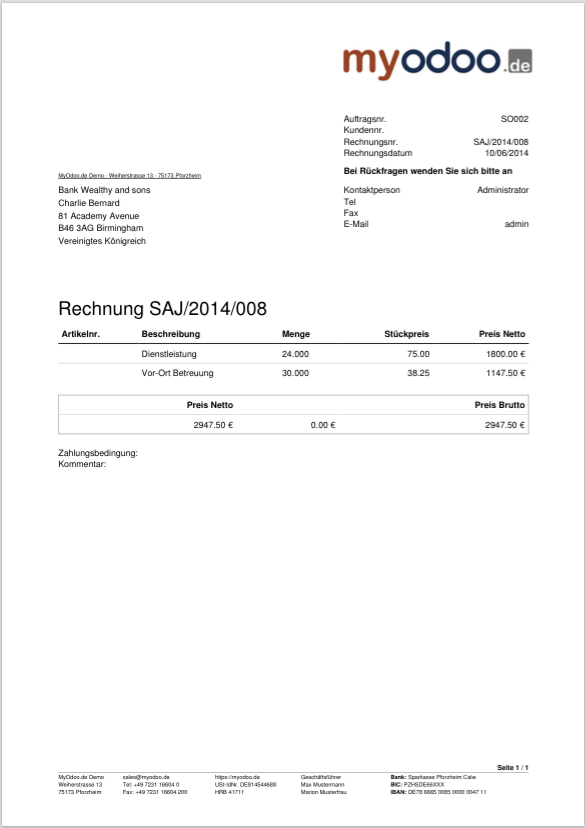 myodoo.de
Auftragsnr. SO002
Kundennr.
Rechnungsnr. SAJ/2014/008
Rechnungsdatum 10/06/2014
Bei Rückfragen wenden Sie sich bitte an
Kontaktperson Administrator
Tel
Fax
E-Mail admin
MyOdoo.de Demo - Weiherstrasse 13 - 75173 Pforzheim
Bank Wealthy and sons
Charlie Bernard
81 Academy Avenue
B46 3AG Birmingham
Vereinigtes Königreich
Rechnung SAJ/2014/008
Artikelnr. Beschreibung Menge Stückpreis Preis Netto
Dienstleistung 24.000 75.00 1800.00 €
Vor-Ort Betreuung 30.000 38.25 1147.50 €
Preis Netto Preis Brutto
2947.50 € 0.00 € 2947.50 €
Zahlungsbedingung:
Kommentar:
Seite 1 / 1
MyOdoo.de Demo sales@myodoo.de https://myodoo.de Geschäftsführer Bank: Sparkasse Pforzheim Calw
Weiherstrasse 13 Tel: +49 7231 16604 0 USt-IdNr. DE814544688 Max Mustermann BIC: PZHSDE66XXX
75173 Pforzheim Fax: +49 7231 16604 200 HRB 41711 Marion Musterfrau IBAN: DE78 6665 0085 0000 0047 11